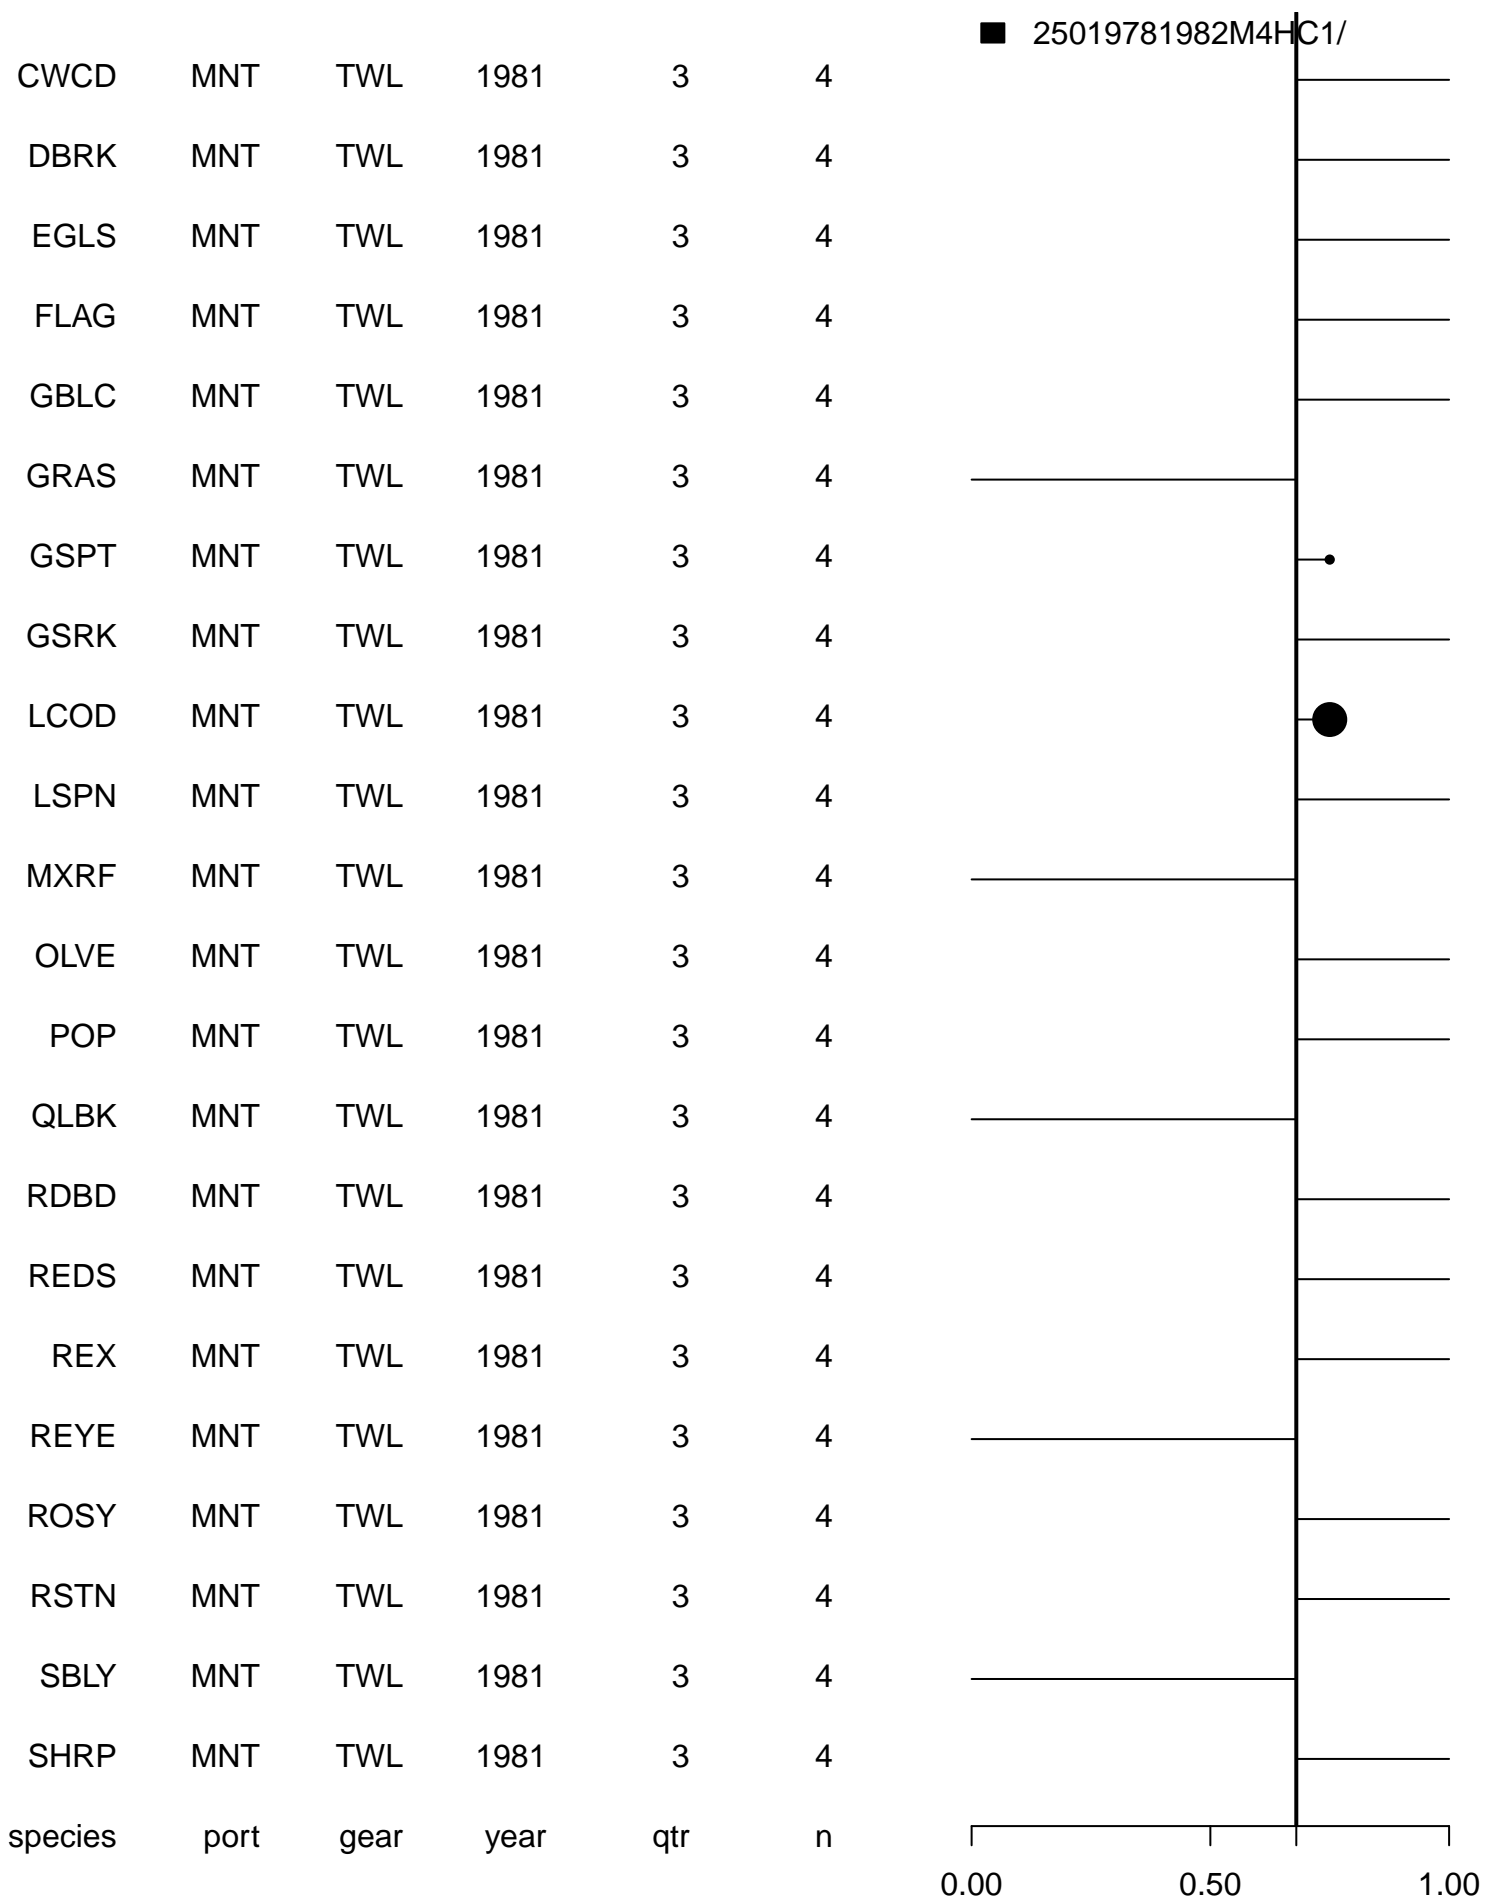 25019781982M4HC1/
CWCD MNT TWL 1981 3 4
DBRK MNT TWL 1981 3 4
EGLS MNT TWL 1981 3 4
FLAG MNT TWL 1981 3 4
GBLC MNT TWL 1981 3 4
GRAS MNT TWL 1981 3 4
GSPT MNT TWL 1981 3 4
GSRK MNT TWL 1981 3 4
LCOD MNT TWL 1981 3 4
LSPN MNT TWL 1981 3 4
MXRF MNT TWL 1981 3 4
OLVE MNT TWL 1981 3 4
POP MNT TWL 1981 3 4
QLBK MNT TWL 1981 3 4
RDBD MNT TWL 1981 3 4
REDS MNT TWL 1981 3 4
REX MNT TWL 1981 3 4
REYE MNT TWL 1981 3 4
ROSY MNT TWL 1981 3 4
RSTN MNT TWL 1981 3 4
SBLY MNT TWL 1981 3 4
SHRP MNT TWL 1981 3 4
species port gear year qtr n
0.00 0.50 1.00